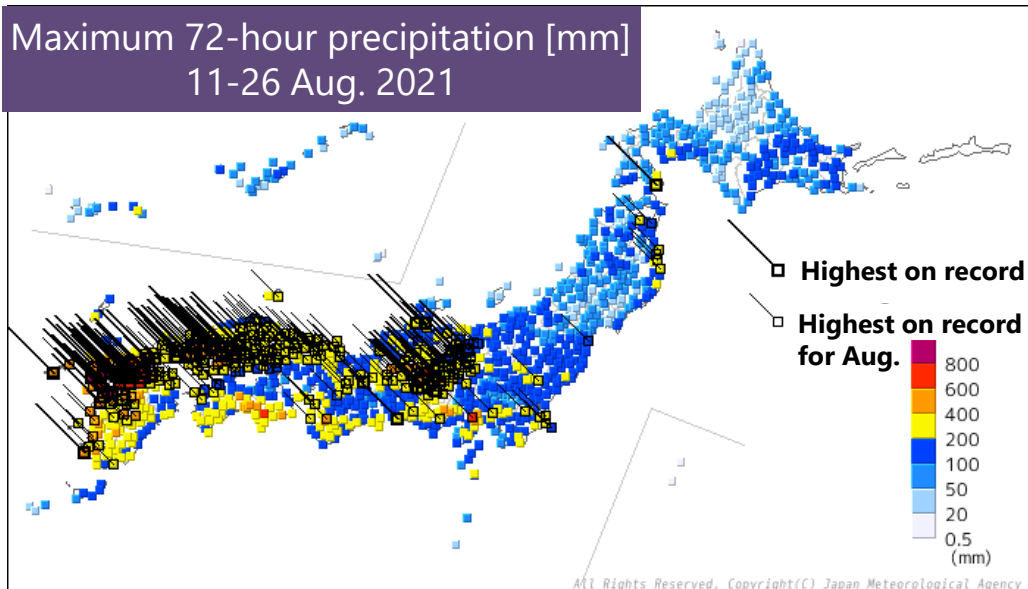 Maximum 72-hour precipitation [mm]
11-26 Aug. 2021
Highest on record
Highest on record
for Aug.
800
600
400
200
100
50
20
0.5
(mm)
All Rights Reserved, Copyright(C) Japan Meteorological Agency